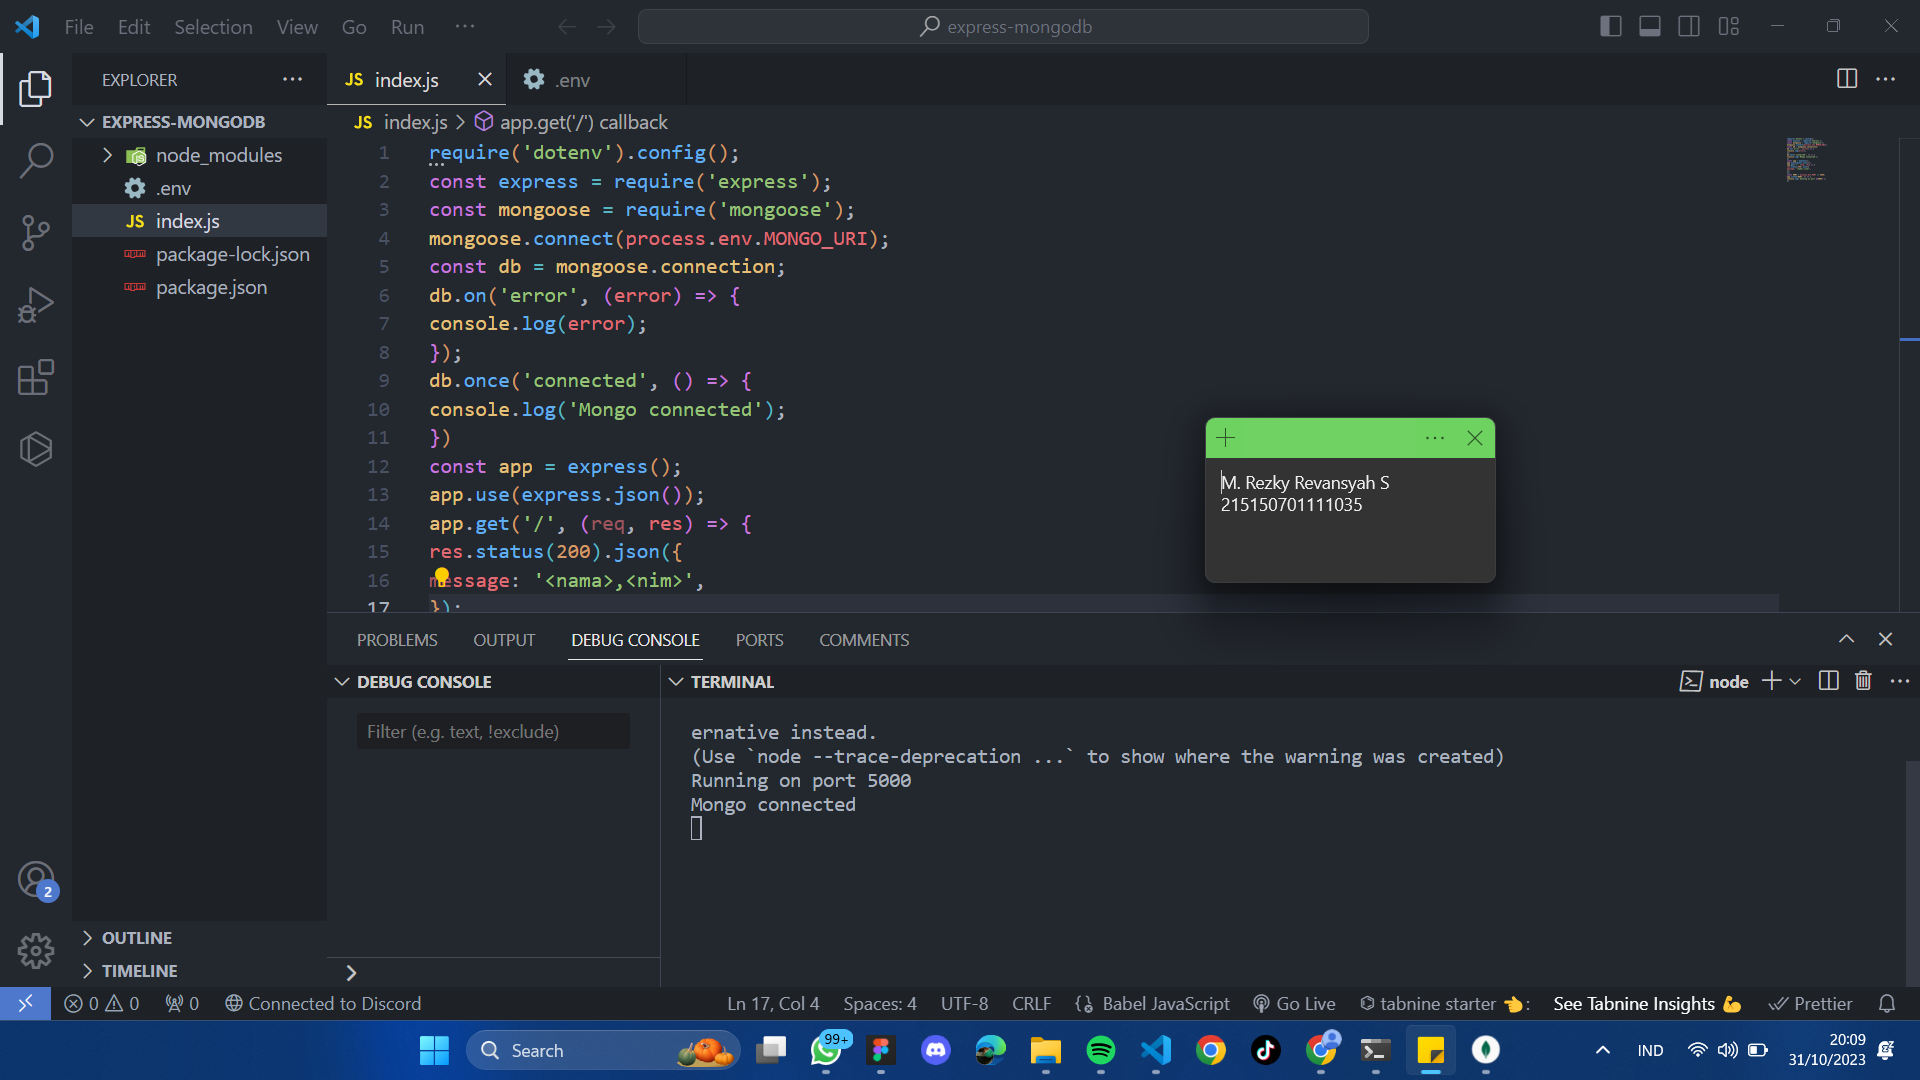 File Edit Selection View Go Run ··· express-mongodb
EXPLORER ···
EXPRESS-MONGODB
node_modules
.env
JS index.js
package-lock.json
package.json
OUTLINE
TIMELINE
JS index.js .env
JS index.js > app.get('/') callback
1 require('dotenv').config();
2 const express = require('express');
3 const mongoose = require('mongoose');
4 mongoose.connect(process.env.MONGO_URI);
5 const db = mongoose.connection;
6 db.on('error', (error) => {
7 console.log(error);
8 });
9 db.once('connected', () => {
10 console.log('Mongo connected');
11 })
12 const app = express();
13 app.use(express.json());
14 app.get('/', (req, res) => {
15 res.status(200).json({
16 message: '<nama>,<nim>',
17 });
M. Rezky Revansyah S
215150701111035
PROBLEMS OUTPUT DEBUG CONSOLE PORTS COMMENTS
DEBUG CONSOLE
Filter (e.g. text, !exclude)
TERMINAL node
ernative instead.
(Use `node --trace-deprecation ...` to show where the warning was created)
Running on port 5000
Mongo connected
2
0 0 0 Connected to Discord Ln 17, Col 4 Spaces: 4 UTF-8 CRLF Babel JavaScript Go Live tabnine starter 👈: See Tabnine Insights 💪 Prettier
Search 99+ IND 20:09
31/10/2023